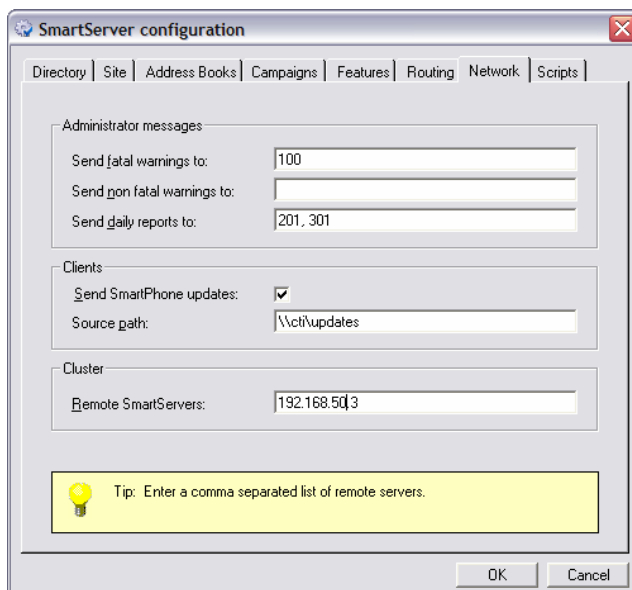 SmartServer configuration
Directory Site Address Books Campaigns Features Routing Network Scripts
Administrator messages
Send fatal warnings to: 100
Send non fatal warnings to:
Send daily reports to: 201, 301
Clients
Send SmartPhone updates:
Source path: \\cti\updates
Cluster
Remote SmartServers: 192.168.50.3
Tip: Enter a comma separated list of remote servers.
OK Cancel